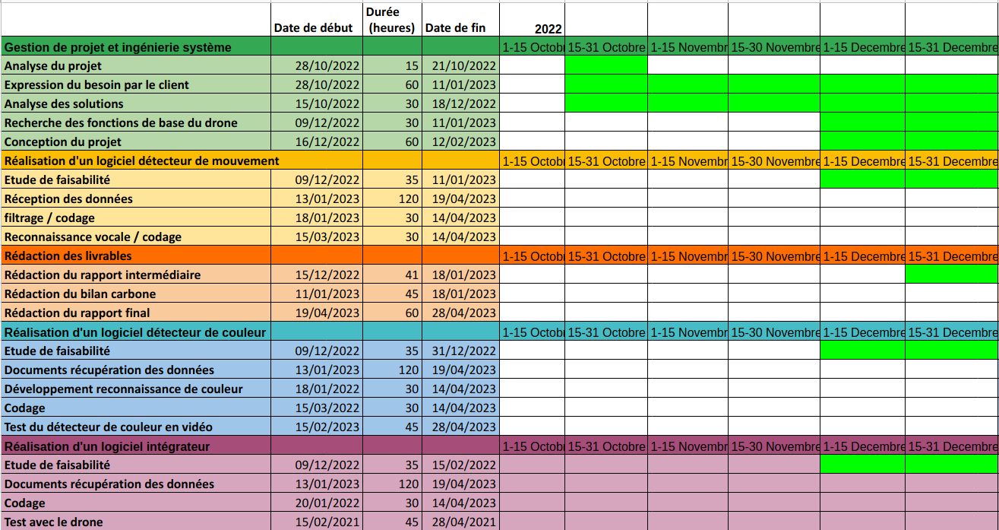 Date de début Durée (heures) Date de fin 2022
Gestion de projet et ingénierie système 1-15 Octob 15-31 Octobre 1-15 Novembr 15-30 Novembre 1-15 Decembre 15-31 Decembre
Analyse du projet 28/10/2022 15 21/10/2022
Expression du besoin par le client 28/10/2022 60 11/01/2023
Analyse des solutions 15/10/2022 30 18/12/2022
Recherche des fonctions de base du drone 09/12/2022 30 11/01/2023
Conception du projet 16/12/2022 60 12/02/2023
Réalisation d'un logiciel détecteur de mouvement 1-15 Octob 15-31 Octobre 1-15 Novembr 15-30 Novembre 1-15 Decembre 15-31 Decembre
Etude de faisabilité 09/12/2022 35 11/01/2023
Réception des données 13/01/2023 120 19/04/2023
filtrage / codage 18/01/2023 30 14/04/2023
Reconnaissance vocale / codage 15/03/2023 30 14/04/2023
Rédaction des livrables 1-15 Octob 15-31 Octobre 1-15 Novembr 15-30 Novembre 1-15 Decembre 15-31 Decembre
Rédaction du rapport intermédiaire 15/12/2022 41 18/01/2023
Rédaction du bilan carbone 11/01/2023 45 18/01/2023
Rédaction du rapport final 19/04/2023 60 28/04/2023
Réalisation d'un logiciel détecteur de couleur 1-15 Octob 15-31 Octobre 1-15 Novembr 15-30 Novembre 1-15 Decembre 15-31 Decembre
Etude de faisabilité 09/12/2022 35 31/12/2022
Documents récupération des données 13/01/2023 120 19/04/2023
Développement reconnaissance de couleur 18/01/2022 30 14/04/2023
Codage 15/03/2022 30 14/04/2023
Test du détecteur de couleur en vidéo 15/02/2023 45 28/04/2023
Réalisation d'un logiciel intégrateur 1-15 Octob 15-31 Octobre 1-15 Novembr 15-30 Novembre 1-15 Decembre 15-31 Decembre
Etude de faisabilité 09/12/2022 35 15/02/2022
Documents récupération des données 13/01/2023 120 19/04/2023
Codage 20/01/2022 30 14/04/2023
Test avec le drone 15/02/2021 45 28/04/2021